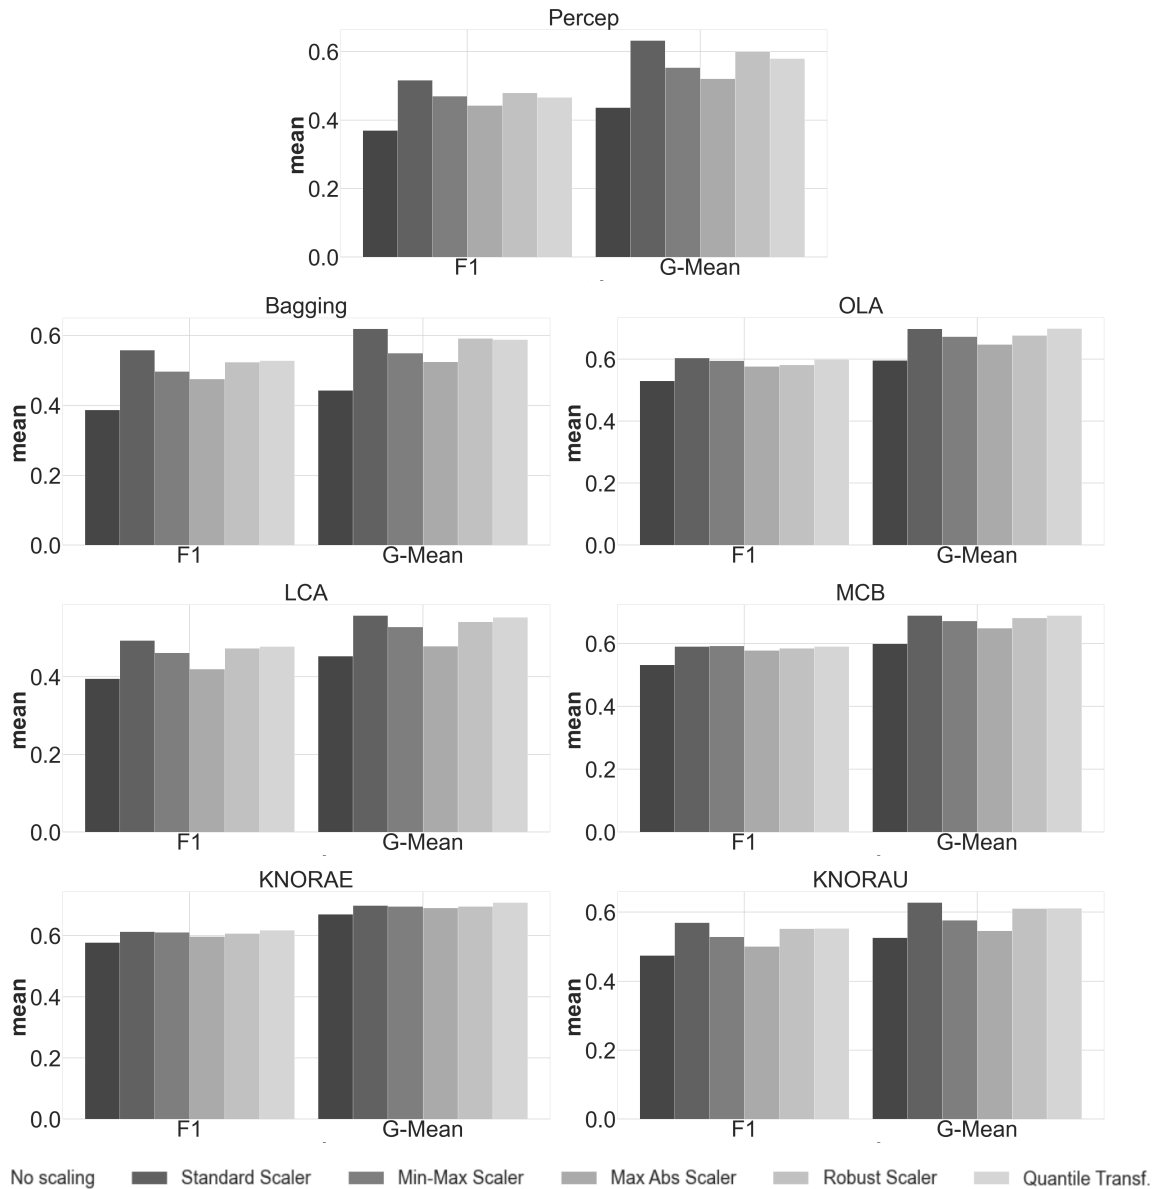 Percep
0.6
0.4
0.2
0.0
mean
F1 G-Mean
Bagging
0.6
0.4
0.2
0.0
mean
F1 G-Mean
OLA
0.6
0.4
0.2
0.0
mean
F1 G-Mean
LCA
0.4
0.2
0.0
mean
F1 G-Mean
MCB
0.6
0.4
0.2
0.0
mean
F1 G-Mean
KNORAE
0.6
0.4
0.2
0.0
mean
F1 G-Mean
KNORAU
0.6
0.4
0.2
0.0
mean
F1 G-Mean
No scaling Standard Scaler Min-Max Scaler Max Abs Scaler Robust Scaler Quantile Transf.